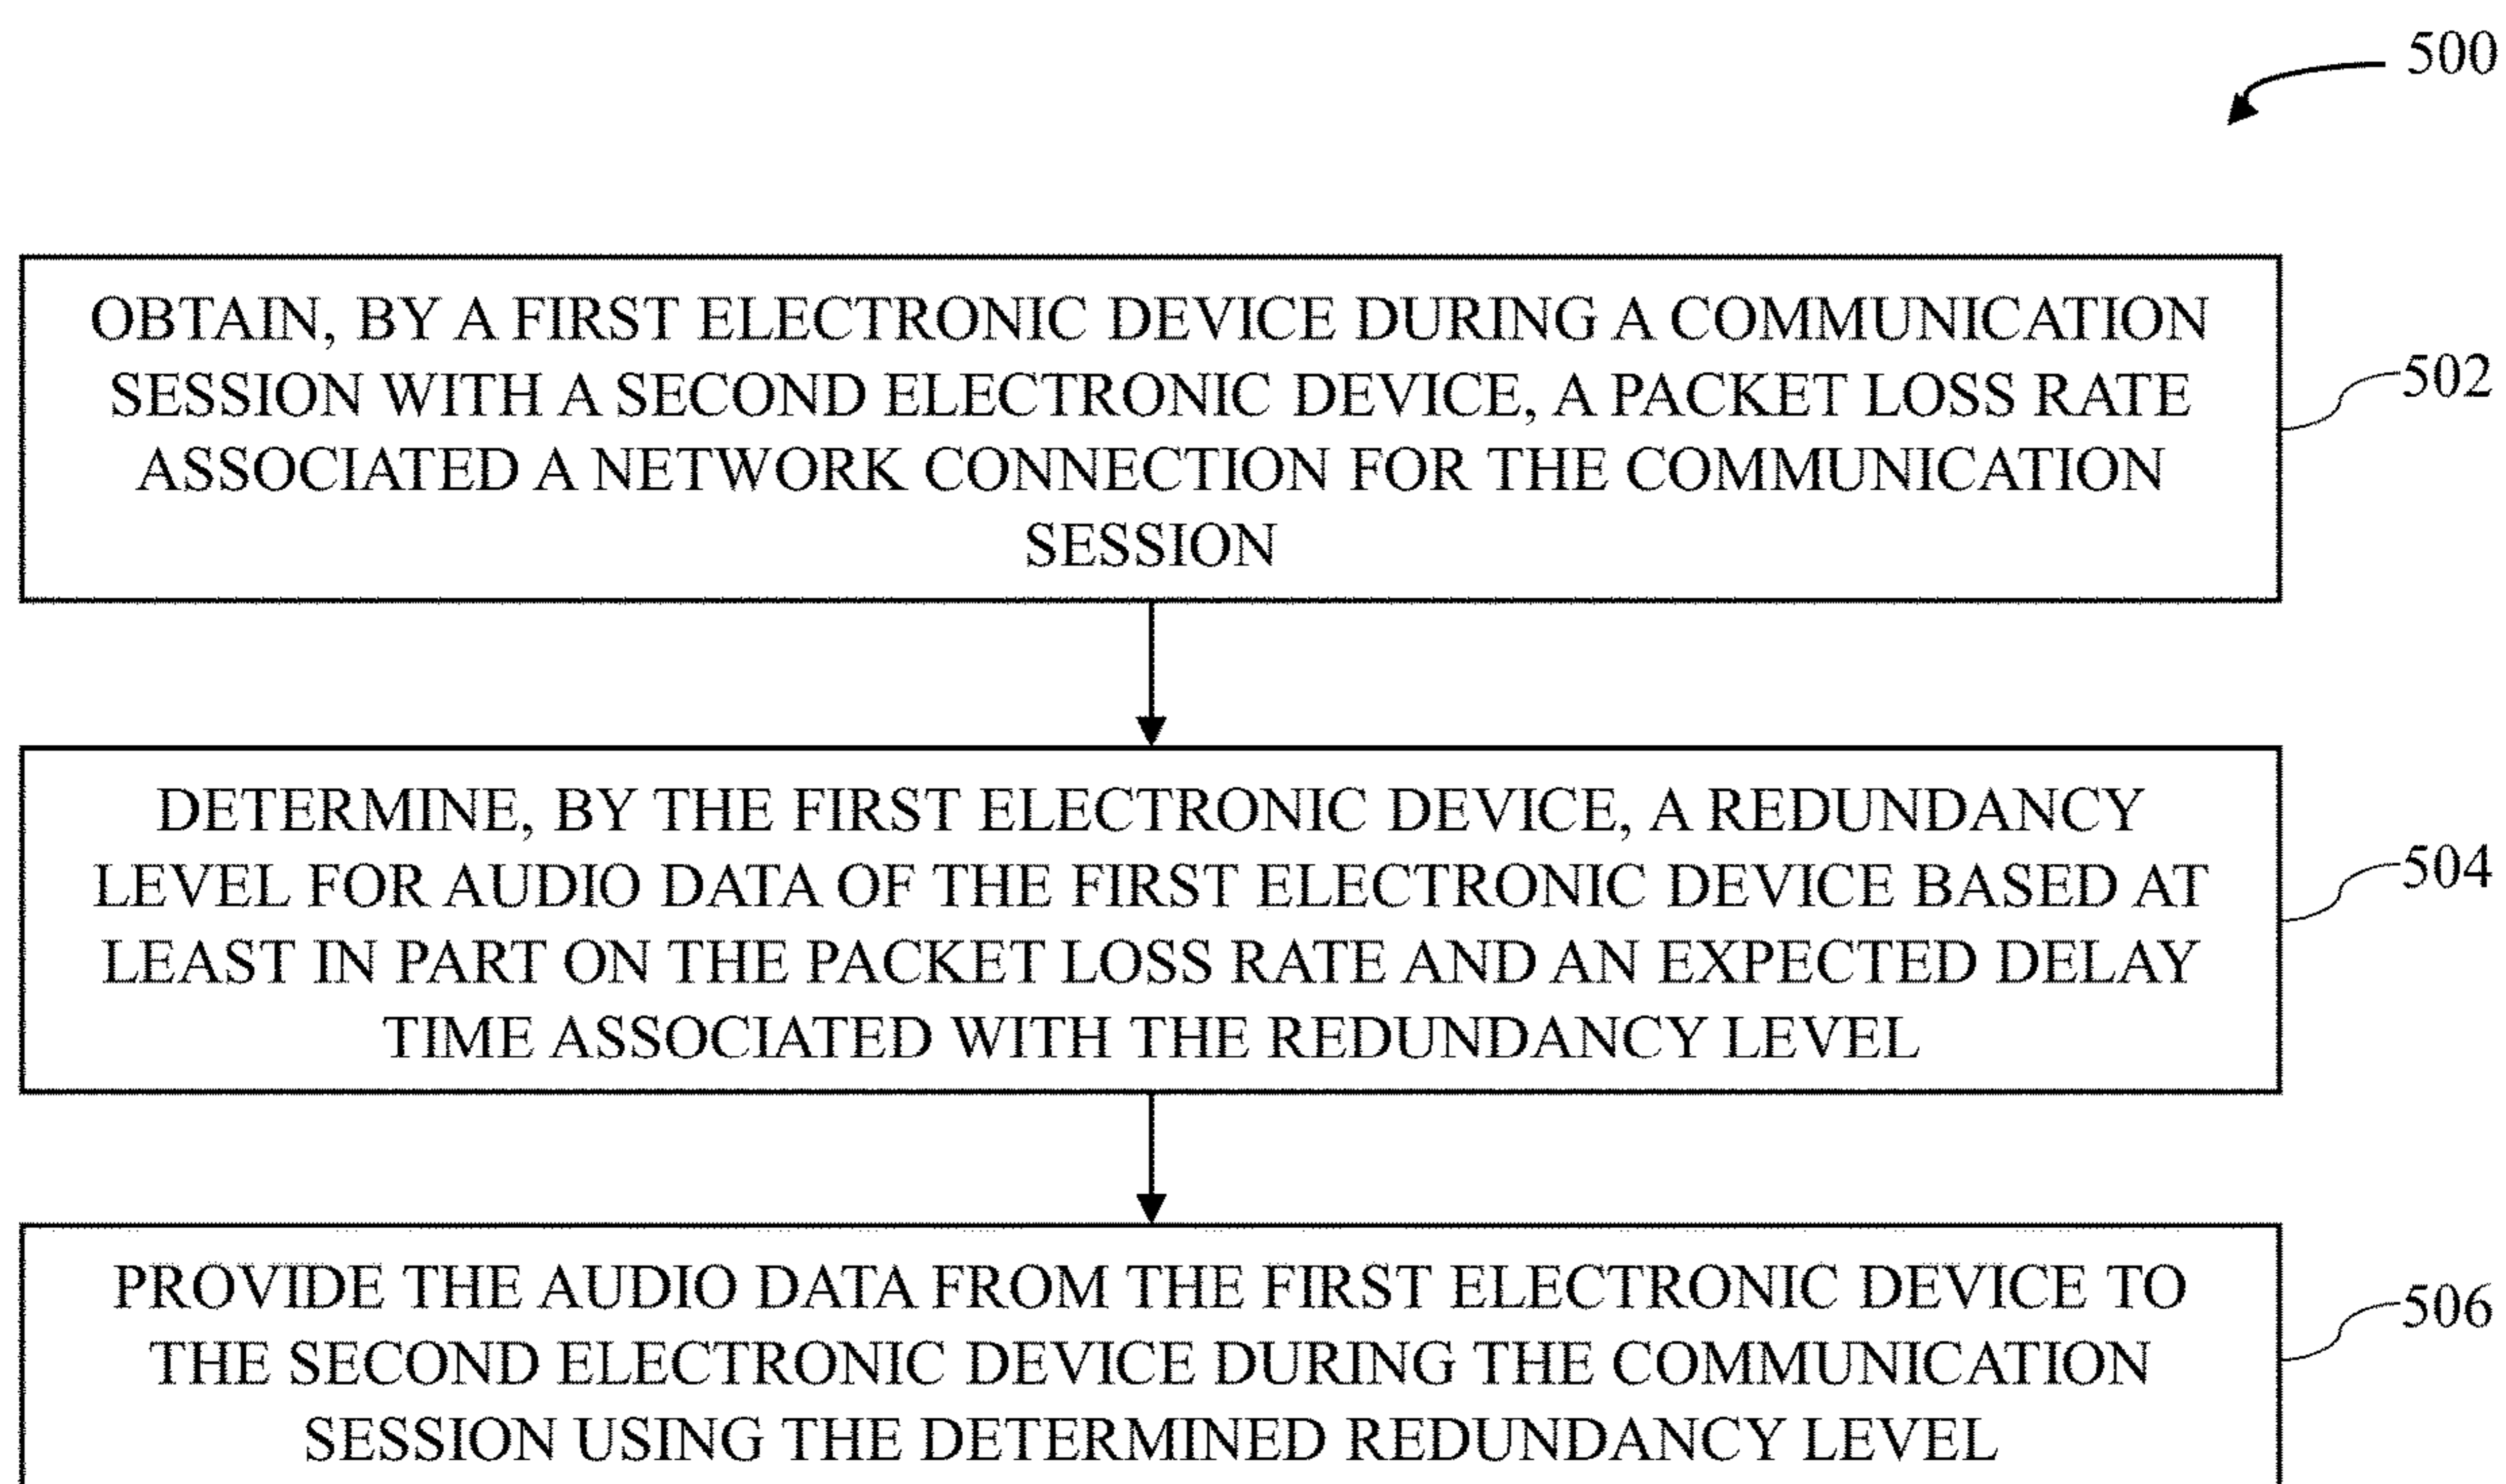 500
OBTAIN, BY A FIRST ELECTRONIC DEVICE DURING A COMMUNICATION
SESSION WITH A SECOND ELECTRONIC DEVICE, A PACKET LOSS RATE
ASSOCIATED A NETWORK CONNECTION FOR THE COMMUNICATION
SESSION
502
DETERMINE, BY THE FIRST ELECTRONIC DEVICE, A REDUNDANCY
LEVEL FOR AUDIO DATA OF THE FIRST ELECTRONIC DEVICE BASED AT
LEAST IN PART ON THE PACKET LOSS RATE AND AN EXPECTED DELAY
TIME ASSOCIATED WITH THE REDUNDANCY LEVEL
504
PROVIDE THE AUDIO DATA FROM THE FIRST ELECTRONIC DEVICE TO
THE SECOND ELECTRONIC DEVICE DURING THE COMMUNICATION
SESSION USING THE DETERMINED REDUNDANCY LEVEL
506